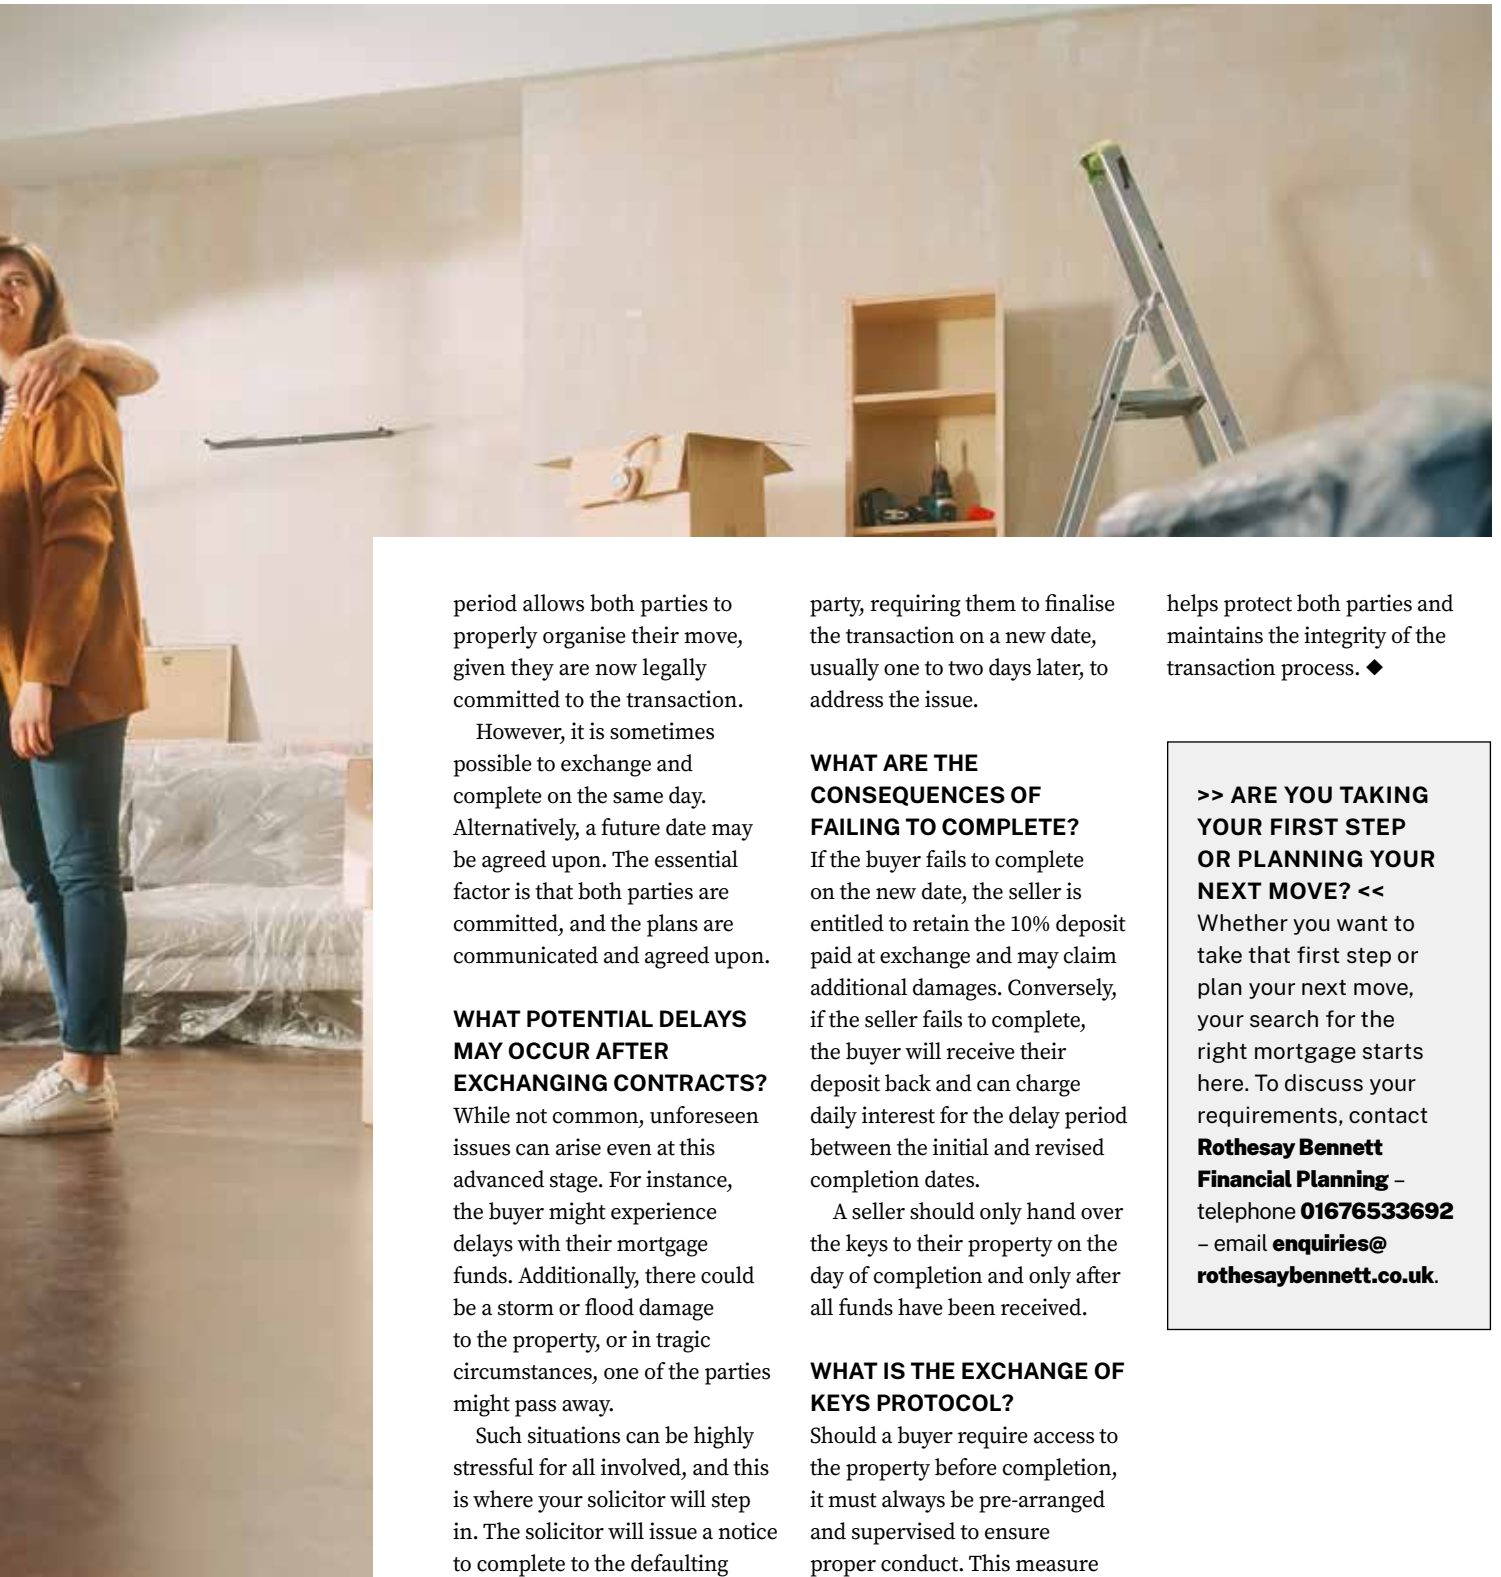 period allows both parties to
properly organise their move,
given they are now legally
committed to the transaction.
However, it is sometimes
possible to exchange and
complete on the same day.
Alternatively, a future date may
be agreed upon. The essential
factor is that both parties are
committed, and the plans are
communicated and agreed upon.
WHAT POTENTIAL DELAYS
MAY OCCUR AFTER
EXCHANGING CONTRACTS?
While not common, unforeseen
issues can arise even at this
advanced stage. For instance,
the buyer might experience
delays with their mortgage
funds. Additionally, there could
be a storm or flood damage
to the property, or in tragic
circumstances, one of the parties
might pass away.
Such situations can be highly
stressful for all involved, and this
is where your solicitor will step
in. The solicitor will issue a notice
to complete to the defaulting
party, requiring them to finalise
the transaction on a new date,
usually one to two days later, to
address the issue.
WHAT ARE THE
CONSEQUENCES OF
FAILING TO COMPLETE?
If the buyer fails to complete
on the new date, the seller is
entitled to retain the 10% deposit
paid at exchange and may claim
additional damages. Conversely,
if the seller fails to complete,
the buyer will receive their
deposit back and can charge
daily interest for the delay period
between the initial and revised
completion dates.
A seller should only hand over
the keys to their property on the
day of completion and only after
all funds have been received.
WHAT IS THE EXCHANGE OF
KEYS PROTOCOL?
Should a buyer require access to
the property before completion,
it must always be pre-arranged
and supervised to ensure
proper conduct. This measure
helps protect both parties and
maintains the integrity of the
transaction process. ◆
>> ARE YOU TAKING
YOUR FIRST STEP
OR PLANNING YOUR
NEXT MOVE? <<
Whether you want to
take that first step or
plan your next move,
your search for the
right mortgage starts
here. To discuss your
requirements, contact
Rothesay Bennett
Financial Planning –
telephone 01676533692
– email enquiries@
rothesaybennett.co.uk.